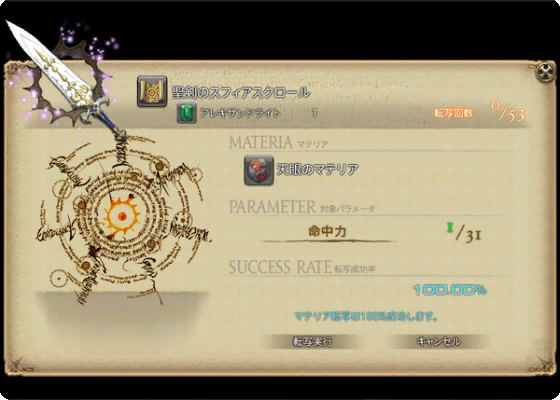 聖剣のスフィアスクロール
アレキサンドライト 1
転写回数 0/53
MATERIA マテリア
天眼のマテリア
PARAMETER 対象パラメータ
命中力 1/31
SUCCESS RATE 転写成功率
100.00%
マテリア転写は100%成功します。
転写実行 キャンセル